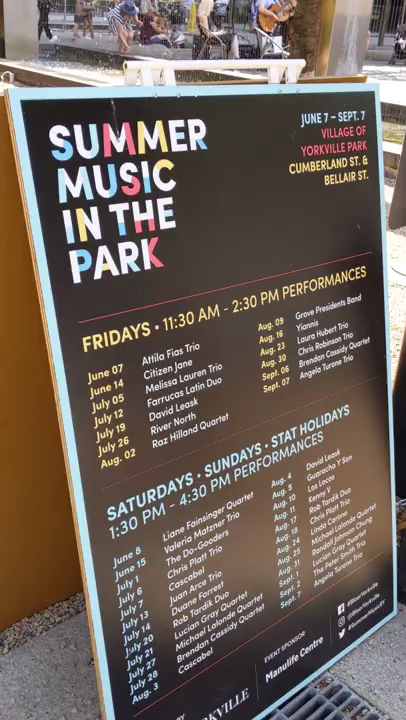 SUMMER
MUSIC
IN THE
PARK
JUNE 7 – SEPT. 7
VILLAGE OF
YORKVILLE PARK
CUMBERLAND ST. &
BELLAIR ST.
FRIDAYS • 11:30 AM - 2:30 PM PERFORMANCES
June 07 Attila Fias Trio
June 14 Citizen Jane
July 05 Melissa Lauren Trio
July 12 Farrucas Latin Duo
July 19 David Leask
July 26 River North
Aug. 02 Raz Hilland Quartet
Aug. 09 Grove Presidents Band
Aug. 16 Yiannis
Aug. 23 Laura Hubert Trio
Aug. 30 Chris Robinson Trio
Sept. 06 Brendan Cassidy Quartet
Sept. 07 Angela Turone Trio
SATURDAYS • SUNDAYS • STAT HOLIDAYS
1:30 PM - 4:30 PM PERFORMANCES
June 8 Liane Fainsinger Quartet
June 15 Valeria Matzner Trio
July 1 The Do-Gooders
July 6 Chris Platt Trio
July 7 Cascabel
July 13 Juan Arce Trio
July 14 Duane Forrest
July 20 Rob Tardik Duo
July 21 Lucian Gray Quartet
July 27 Michael Lalonde Quartet
July 28 Brendan Cassidy Quartet
Aug. 3 Cascabel
Aug. 4 David Leask
Aug. 5 Guaracha Y Son
Aug. 10 Los Locos
Aug. 11 Kenny V
Aug. 17 Rob Tardik Duo
Aug. 18 Chris Platt Trio
Aug. 24 Linda Carone
Aug. 25 Michael Lalonde Quartet
Aug. 31 Randall Johnson Chung
Sept. 1 Lucian Gray Quartet
Sept. 2 The Peter Smith Trio
Sept. 7 Angela Turone Trio
EVENT SPONSOR
Manulife Centre
@BloorYorkville
@BloorYorkville
#SummerMusicBY